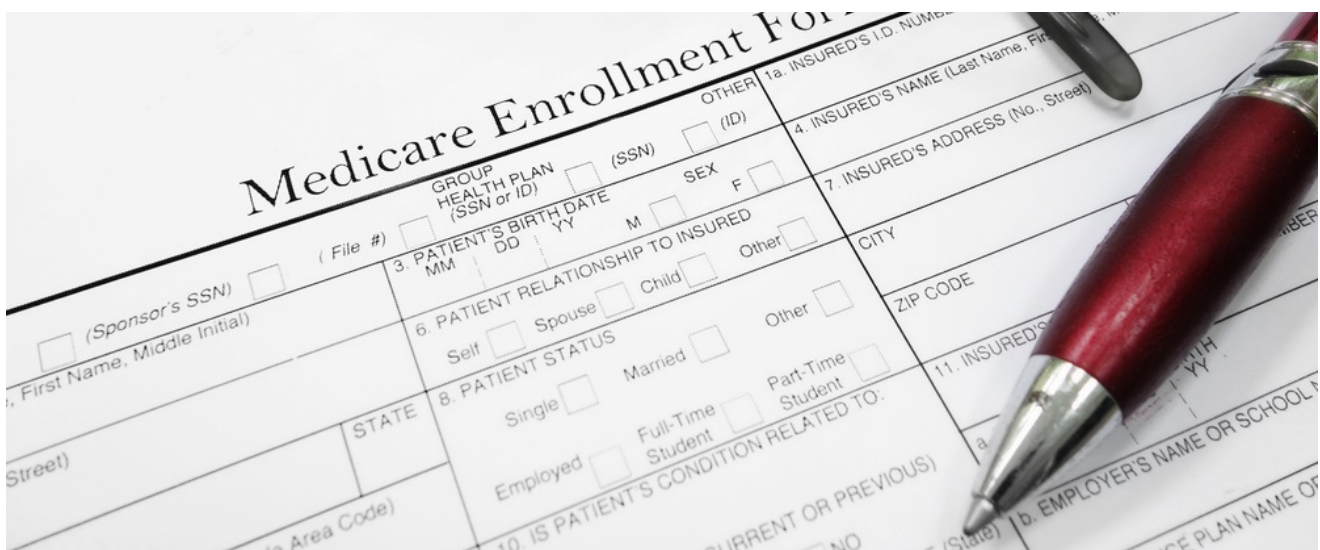 Medicare Enrollment
OTHER
1a. INSURED'S I.D.
GROUP
HEALTH PLAN
(SSN or ID)
(SSN)
(ID)
4. INSURED'S NAME (Last Name,
( File #)
3. PATIENT'S BIRTH DATE
MM DD YY
SEX
M F
7. INSURED'S ADDRESS (No., Street)
(Sponsor's SSN)
First Name, Middle Initial)
6. PATIENT RELATIONSHIP TO INSURED
Self Spouse Child Other
CITY
STATE
8. PATIENT STATUS
Single Married Other
ZIP CODE
Street)
Employed Full-Time
Student Part-Time
Student
11. INSURED'S
YY
Area Code)
10. IS PATIENT'S CONDITION RELATED TO:
a
OR PREVIOUS)
NO
(State)
b. EMPLOYER'S NAME OR SCHOOL
PLAN NAME